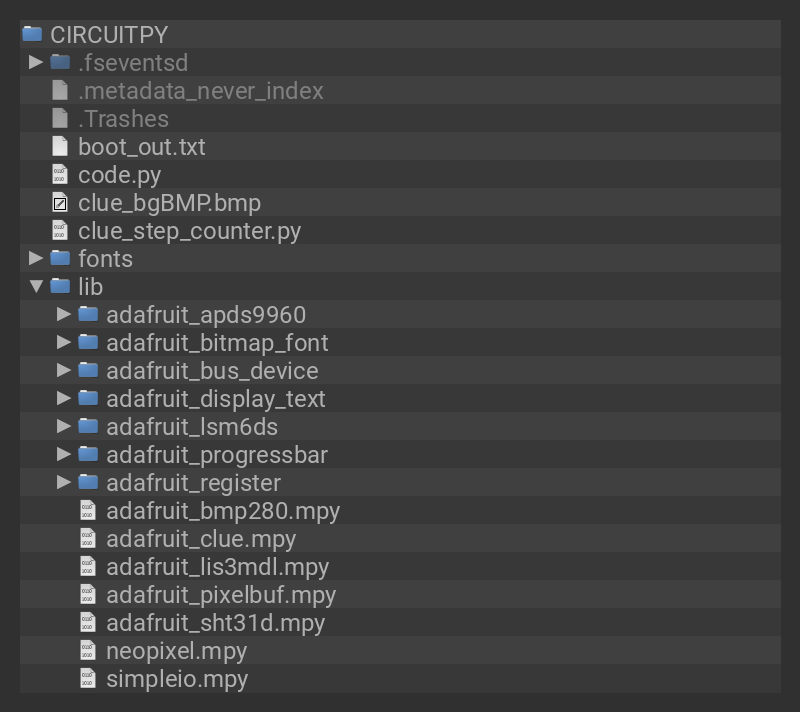 CIRCUITPY
.fseventsd
.metadata_never_index
.Trashes
boot_out.txt
code.py
clue_bgBMP.bmp
clue_step_counter.py
fonts
lib
adafruit_apds9960
adafruit_bitmap_font
adafruit_bus_device
adafruit_display_text
adafruit_lsm6ds
adafruit_progressbar
adafruit_register
adafruit_bmp280.mpy
adafruit_clue.mpy
adafruit_lis3mdl.mpy
adafruit_pixelbuf.mpy
adafruit_sht31d.mpy
neopixel.mpy
simpleio.mpy